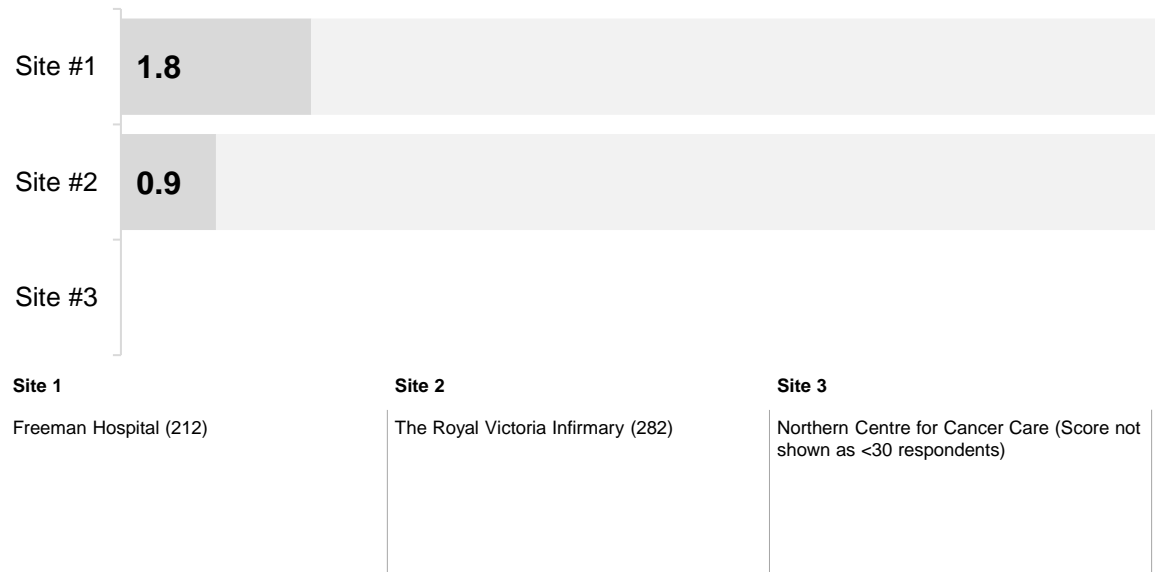 Site #1
1.8
Site #2
0.9
Site #3
Site 1
Freeman Hospital (212)
Site 2
The Royal Victoria Infirmary (282)
Site 3
Northern Centre for Cancer Care (Score not
shown as <30 respondents)